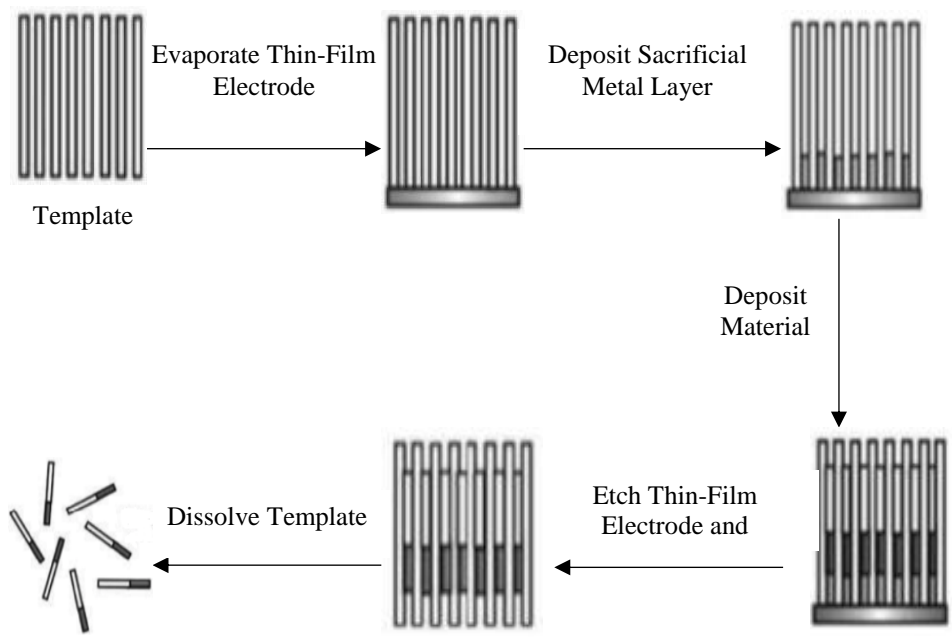 Evaporate Thin-Film
Electrode
Deposit Sacrificial
Metal Layer
Template
Deposit
Material
Etch Thin-Film
Electrode and
Dissolve Template